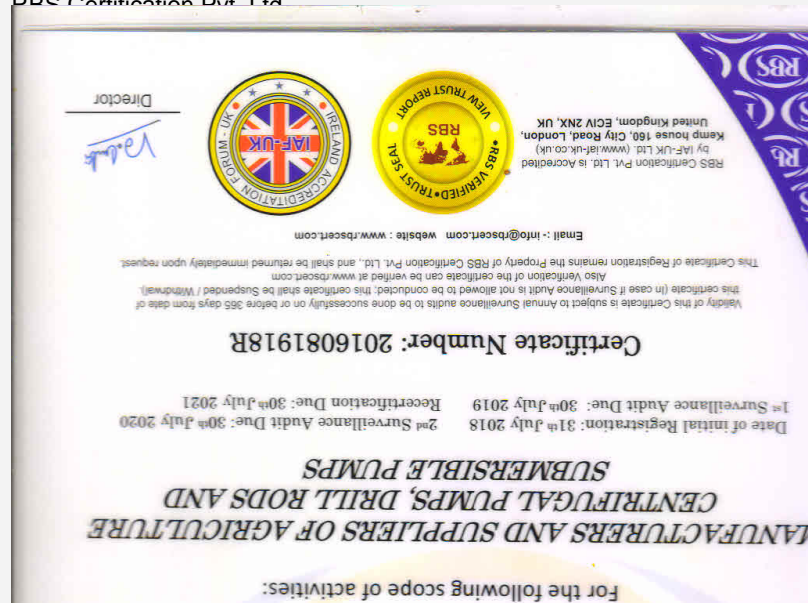 RBS Certification Pvt. Ltd
For the following scope of activities:
MANUFACTURERS AND SUPPLIERS OF AGRICULTURE
CENTRIFUGAL PUMPS, DRILL RODS AND
SUBMERSIBLE PUMPS
Date of initial Registration: 31st July 2018 2nd Surveillance Audit Due: 30th July 2020
1st Surveillance Audit Due: 30th July 2019 Recertification Due: 30th July 2021
Certificate Number: 2016081918R
Validity of this Certificate is subject to Annual Surveillance audits to be done successfully on or before 365 days from date of
this certificate (in case if Surveillance Audit is not allowed to be conducted; this certificate shall be Suspended / Withdrawal).
Also Verification of the certificate can be verified at www.rbscert.com
This Certificate of Registration remains the Property of RBS Certification Pvt. Ltd., and shall be returned immediately upon request.
Email :- info@rbscert.com website : www.rbscert.com
RBS Certification Pvt. Ltd. is Accredited
by IAF-UK Ltd. (www.iaf-uk.co.uk)
Kemp house 160, City Road, London,
United Kingdom, ECIV 2NX, UK
RBS VERIFIED • TRUST SEAL
RBS
VIEW TRUST REPORT
IRELAND ACCREDITATION FORUM - UK
IAF-UK
Director
RBS